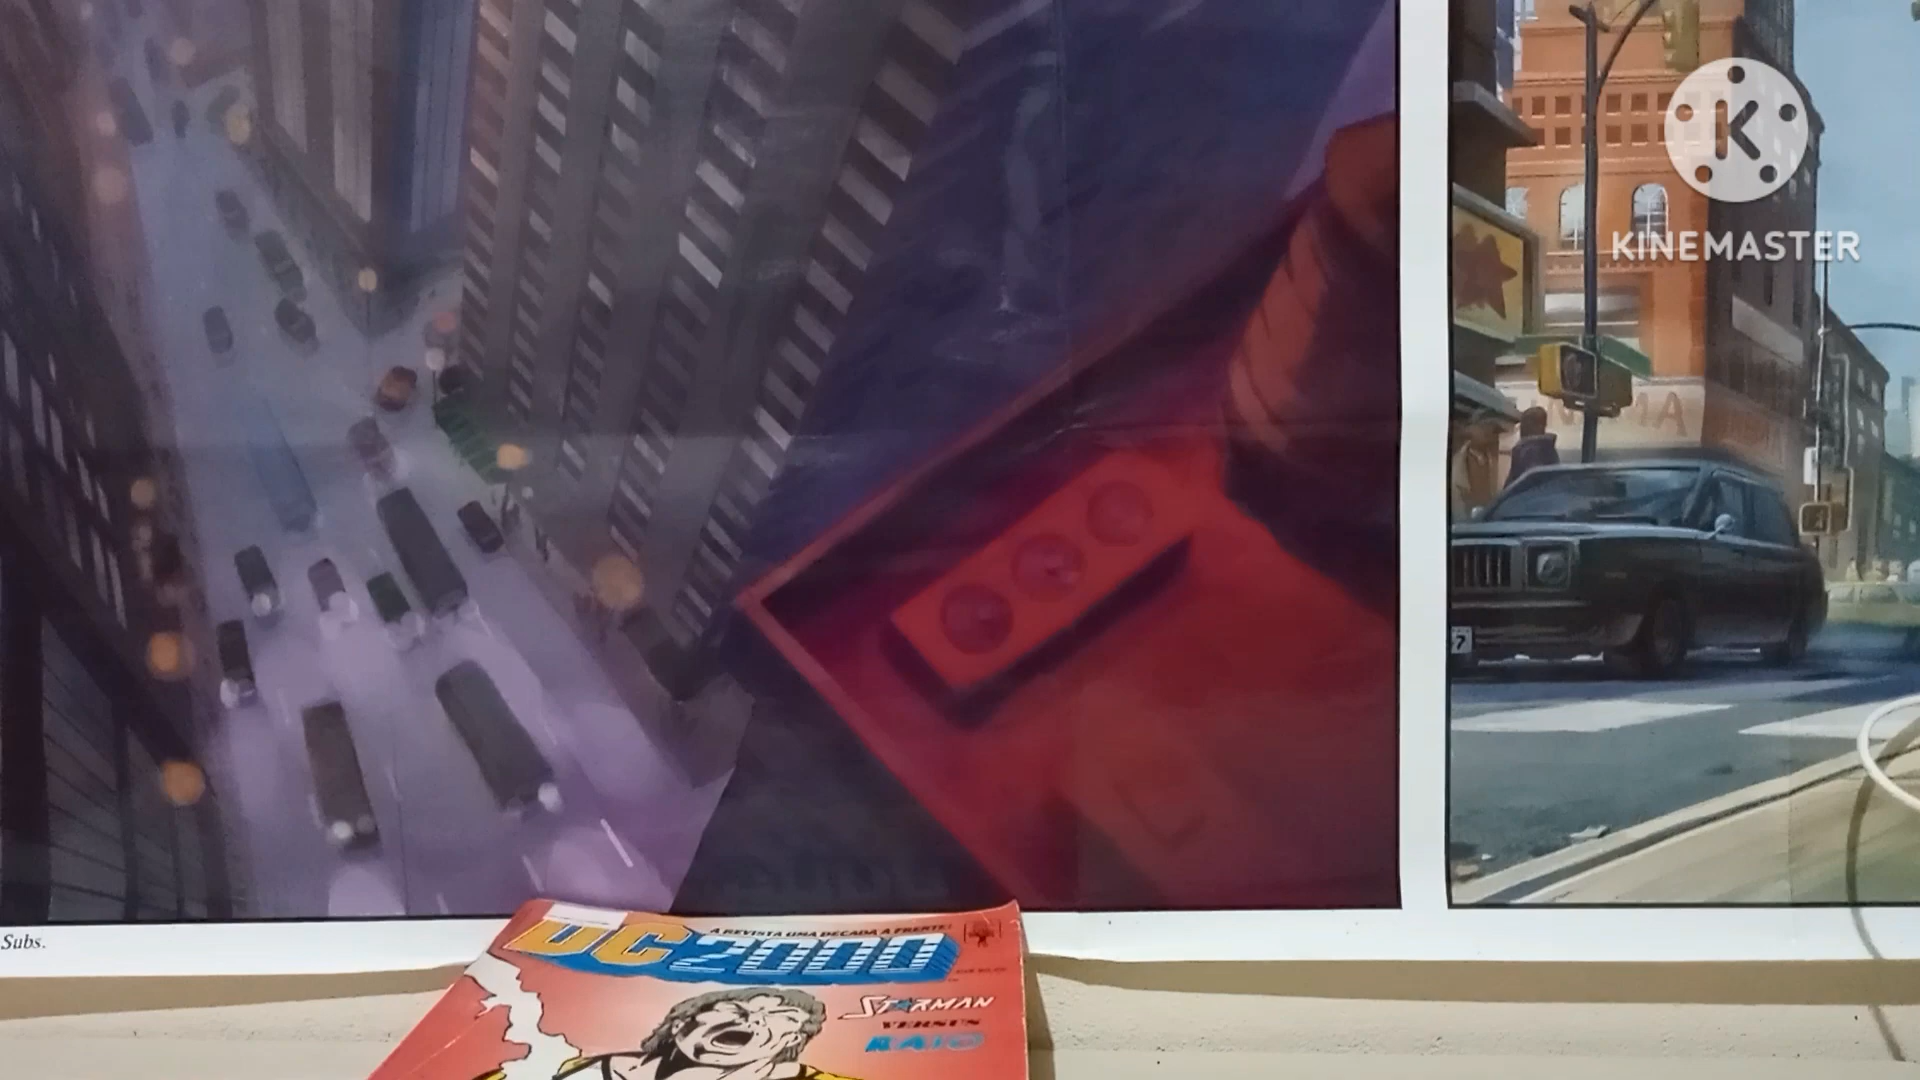 KINEMASTER
Subs.
A REVISTA UMA DÉCADA A FRENTE!
DC 2000
STARMAN
VERSUS
RAIO